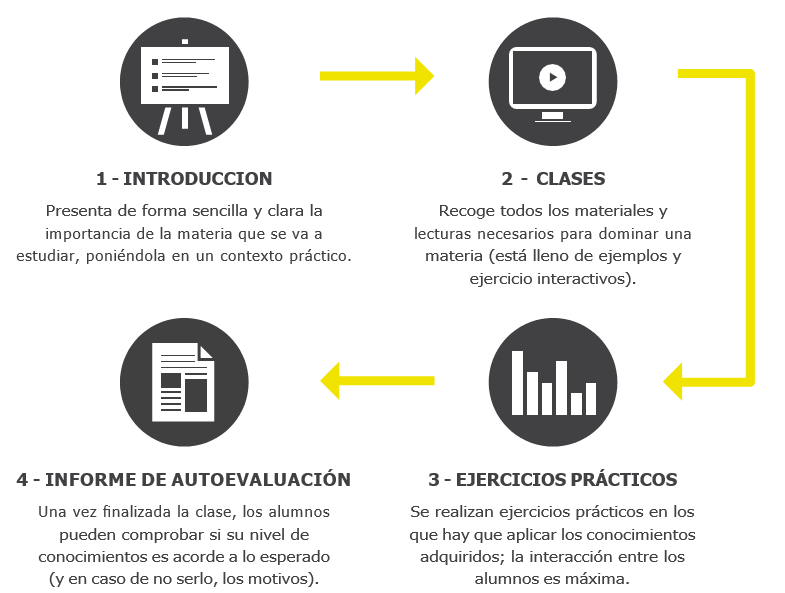 1 - INTRODUCCION
Presenta de forma sencilla y clara la
importancia de la materia que se va a
estudiar, poniéndola en un contexto práctico.
2 - CLASES
Recoge todos los materiales y
lecturas necesarios para dominar una
materia (está lleno de ejemplos y
ejercicio interactivos).
3 - EJERCICIOS PRÁCTICOS
Se realizan ejercicios prácticos en los
que hay que aplicar los conocimientos
adquiridos; la interacción entre los
alumnos es máxima.
4 - INFORME DE AUTOEVALUACIÓN
Una vez finalizada la clase, los alumnos
pueden comprobar si su nivel de
conocimientos es acorde a lo esperado
(y en caso de no serlo, los motivos).